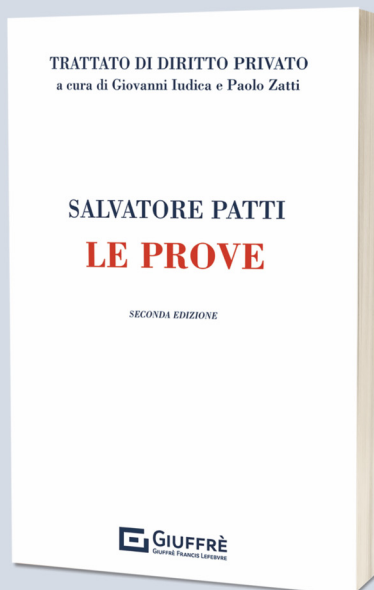 TRATTATO DI DIRITTO PRIVATO
a cura di Giovanni Iudica e Paolo Zatti
SALVATORE PATTI
LE PROVE
SECONDA EDIZIONE
GIUFFRÈ
GIUFFRÈ FRANCIS LEFEBVRE